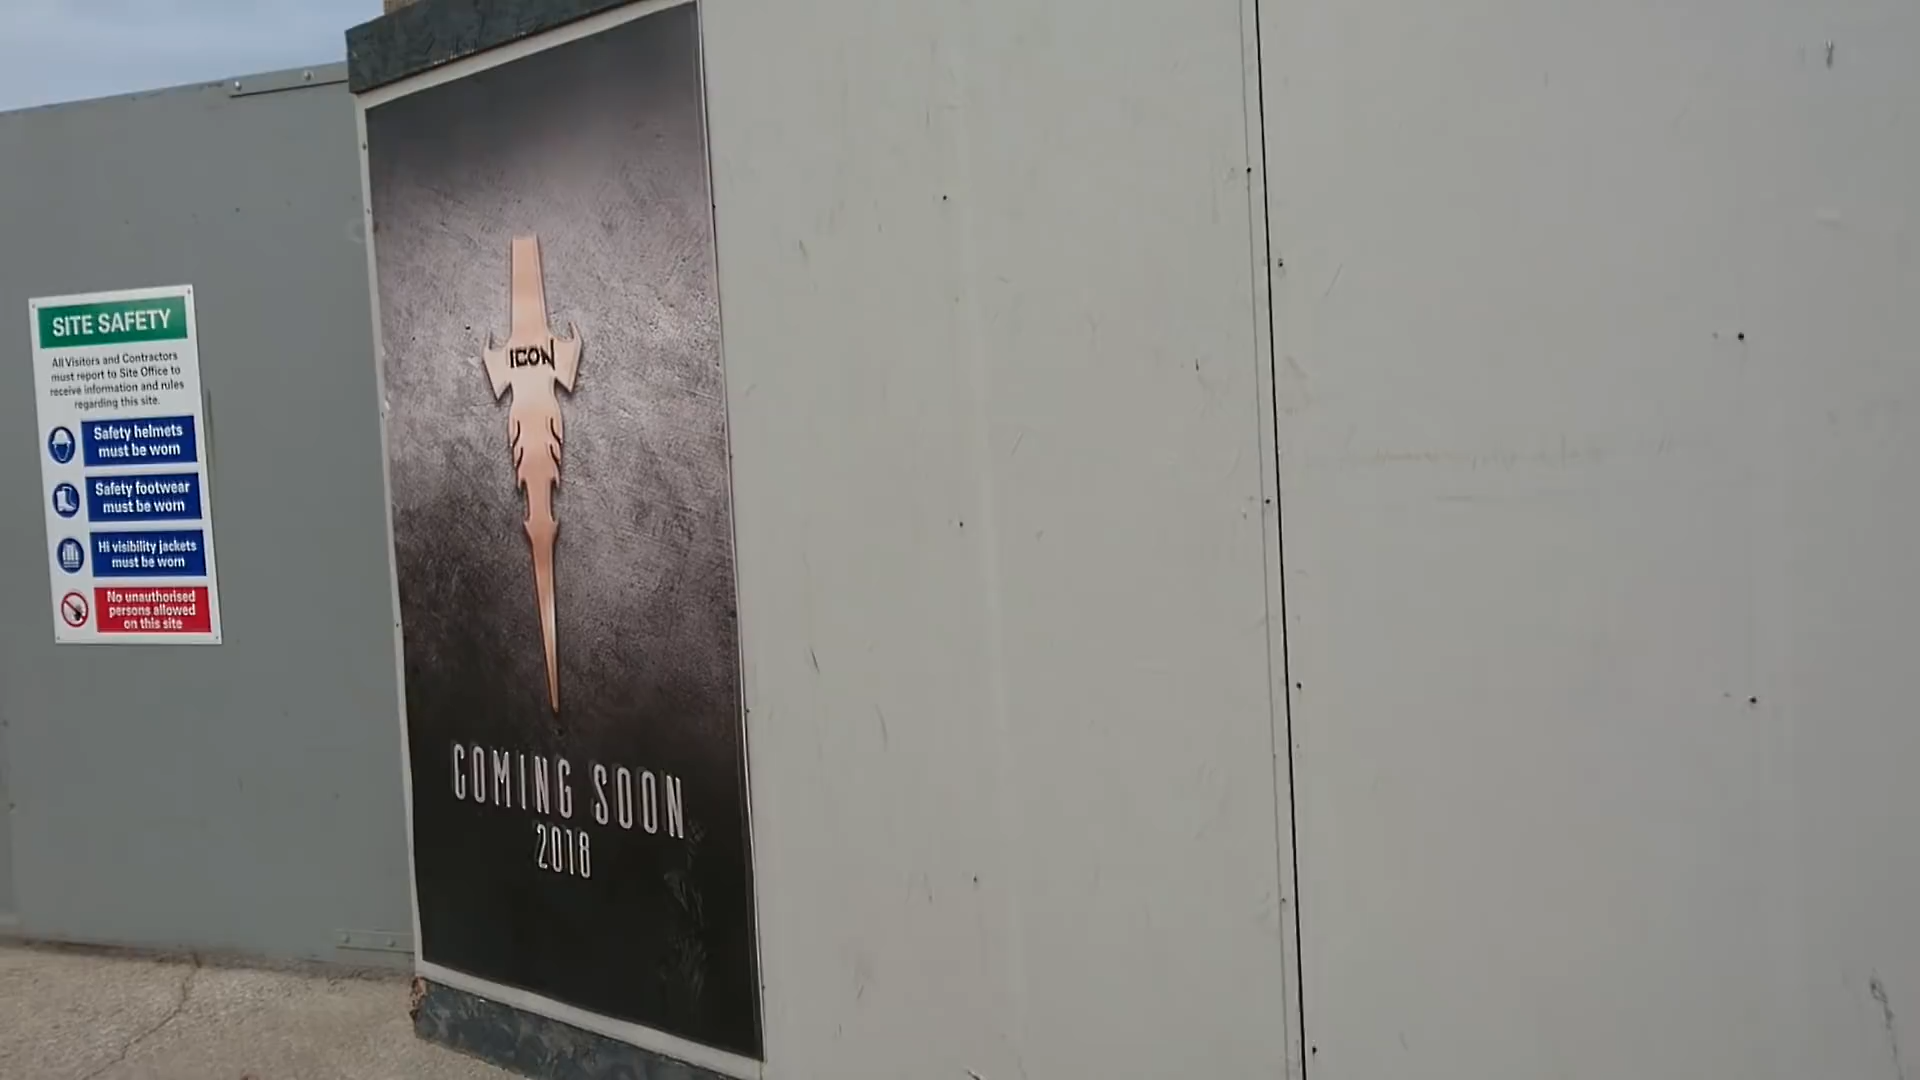 SITE SAFETY
All Visitors and Contractors
must report to Site Office to
receive information and rules
regarding this site.
Safety helmets
must be worn
Safety footwear
must be worn
Hi visibility jackets
must be worn
No unauthorised
persons allowed
on this site
ICON
COMING SOON
2018